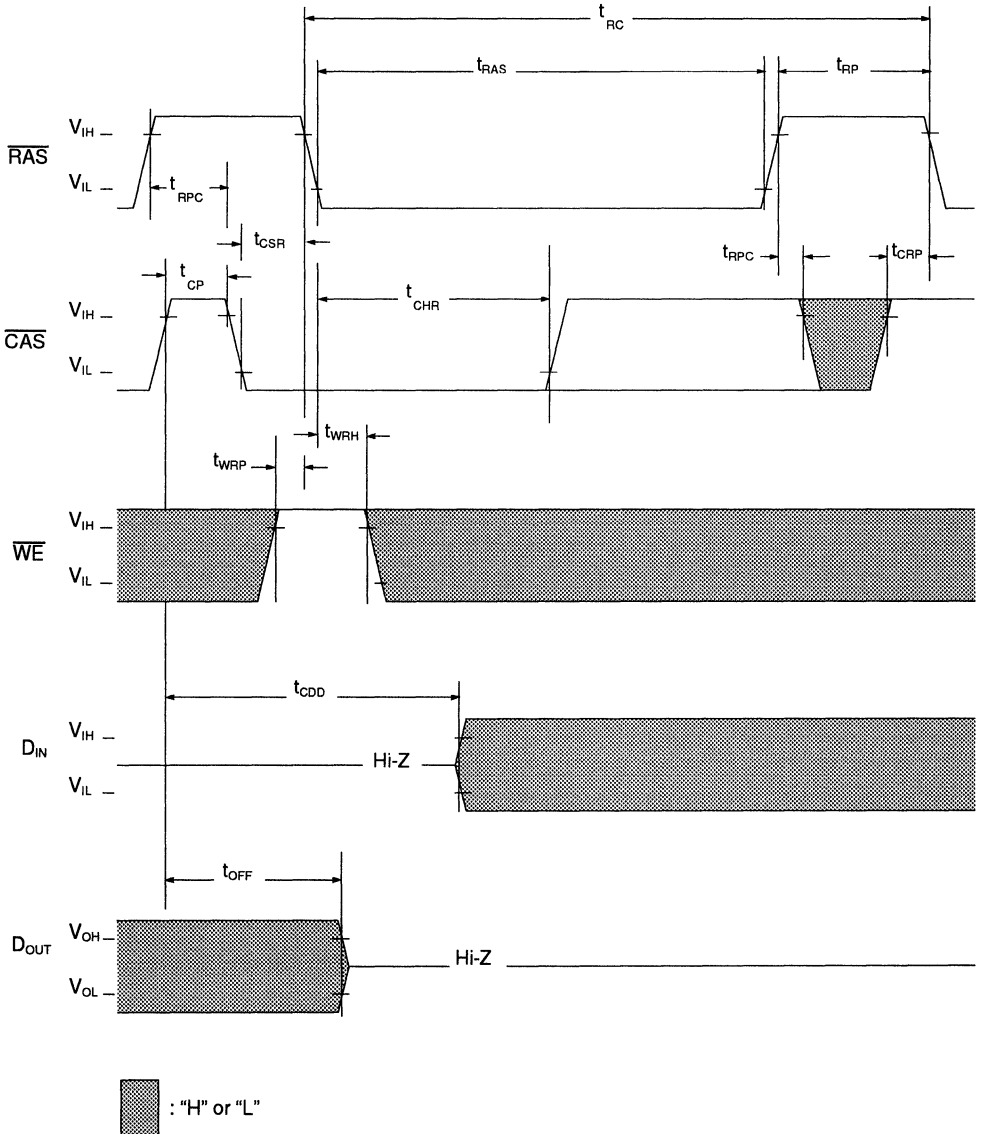 tRC
tRAS
tRP
RAS
VIH
VIL
tRPC
tCSR
tRPC
tCRP
tCP
tCHR
CAS
VIH
VIL
tWRH
tWRP
WE
VIH
VIL
tCDD
DIN
VIH
VIL
Hi-Z
tOFF
DOUT
VOH
VOL
Hi-Z
: “H” or “L”